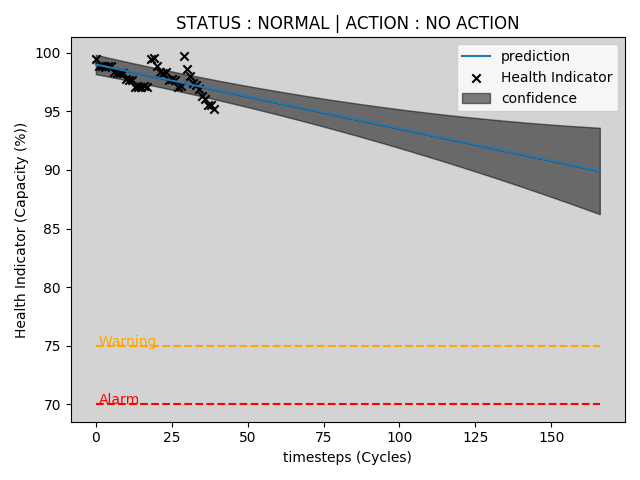 STATUS : NORMAL | ACTION : NO ACTION
prediction
Health Indicator
confidence
Health Indicator (Capacity (%))
100
95
90
85
80
75
70
Warning
Alarm
0
25
50
75
100
125
150
timesteps (Cycles)